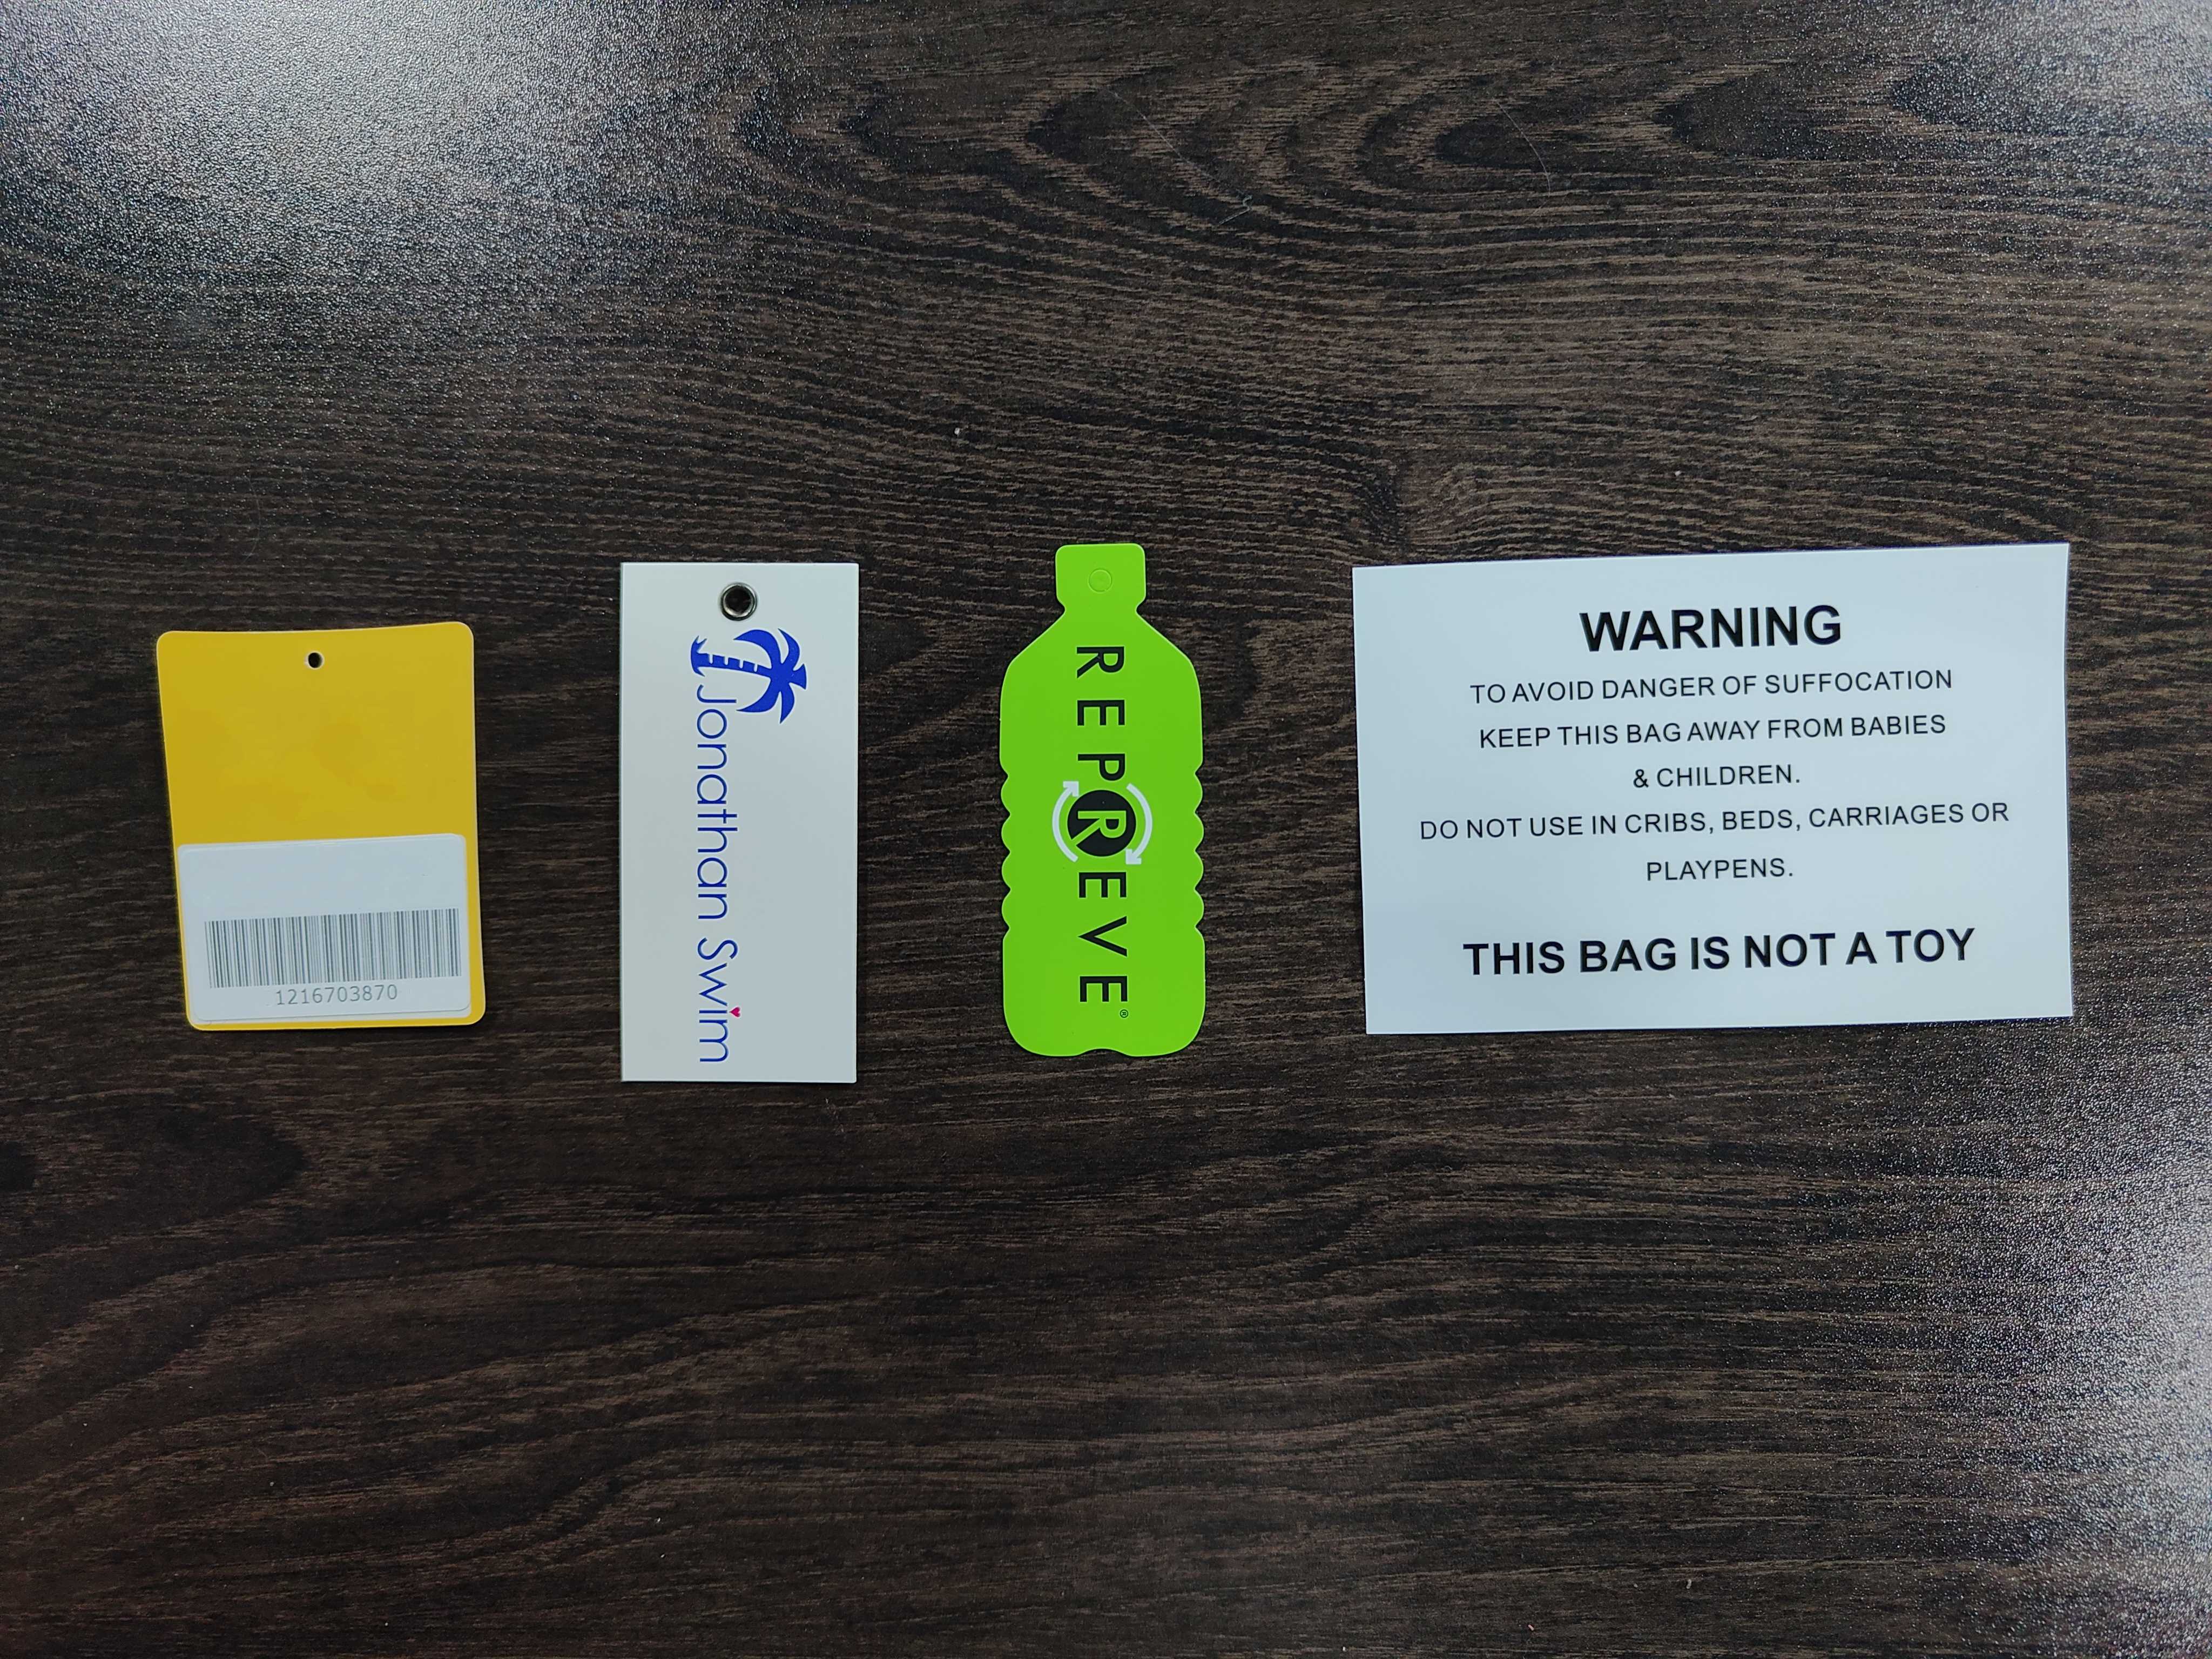 1216703870
Jonathan Swim
REPREVE®
WARNING
TO AVOID DANGER OF SUFFOCATION
KEEP THIS BAG AWAY FROM BABIES
& CHILDREN.
DO NOT USE IN CRIBS, BEDS, CARRIAGES OR
PLAYPENS.
THIS BAG IS NOT A TOY